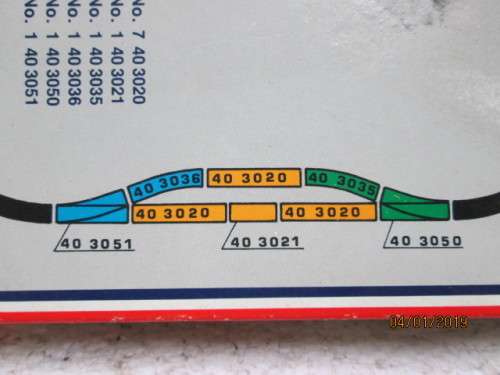 No. 7 40 3020
No. 1 40 3021
No. 1 40 3035
No. 1 40 3036
No. 1 40 3050
No. 1 40 3051
40 3036
40 3020
40 3035
40 3020
40 3020
40 3051
40 3021
40 3050
04/01/2019